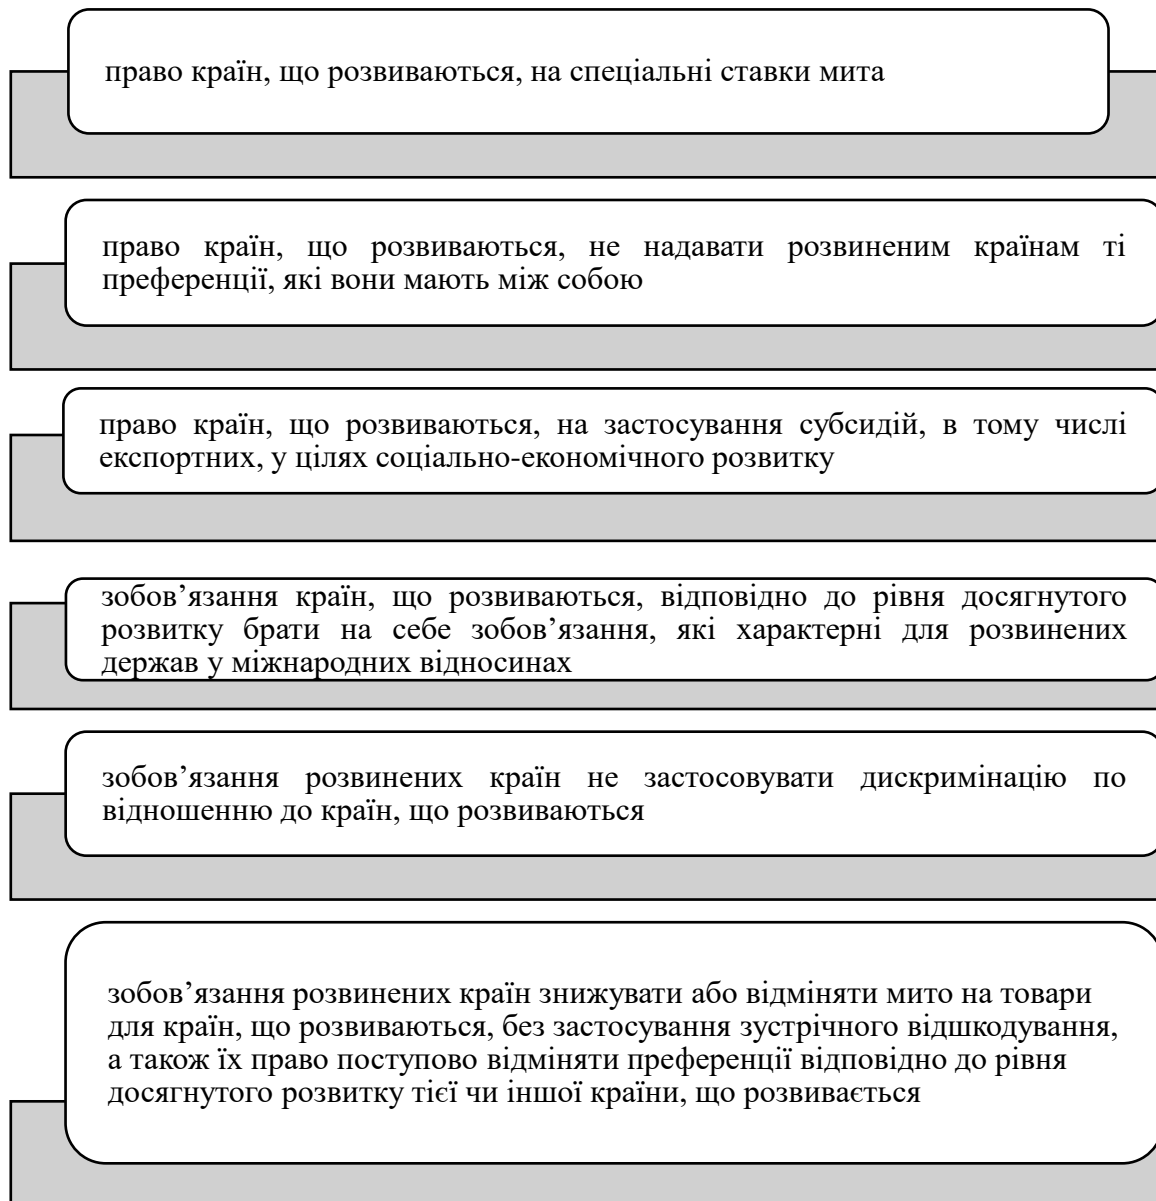 право країн, що розвиваються, на спеціальні ставки мита
право країн, що розвиваються, не надавати розвиненим країнам ті
преференції, які вони мають між собою
право країн, що розвиваються, на застосування субсидій, в тому числі
експортних, у цілях соціально-економічного розвитку
зобов’язання країн, що розвиваються, відповідно до рівня досягнутого
розвитку брати на себе зобов’язання, які характерні для розвинених
держав у міжнародних відносинах
зобов’язання розвинених країн не застосовувати дискримінацію по
відношенню до країн, що розвиваються
зобов’язання розвинених країн знижувати або відміняти мито на товари
для країн, що розвиваються, без застосування зустрічного відшкодування,
а також їх право поступово відміняти преференції відповідно до рівня
досягнутого розвитку тієї чи іншої країни, що розвивається